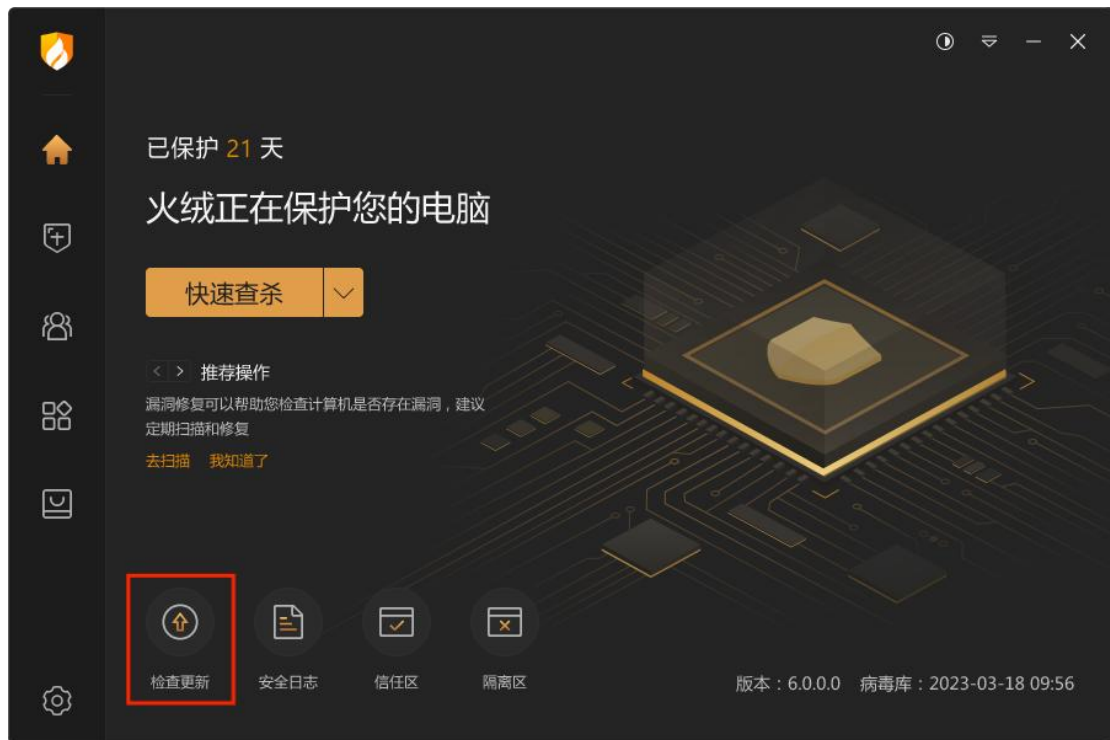 已保护 21 天
火绒正在保护您的电脑
快速查杀
推荐操作
漏洞修复可以帮助您检查计算机是否存在漏洞，建议
定期扫描和修复
去扫描 我知道了
检查更新 安全日志 信任区 隔离区
版本：6.0.0.0 病毒库：2023-03-18 09:56